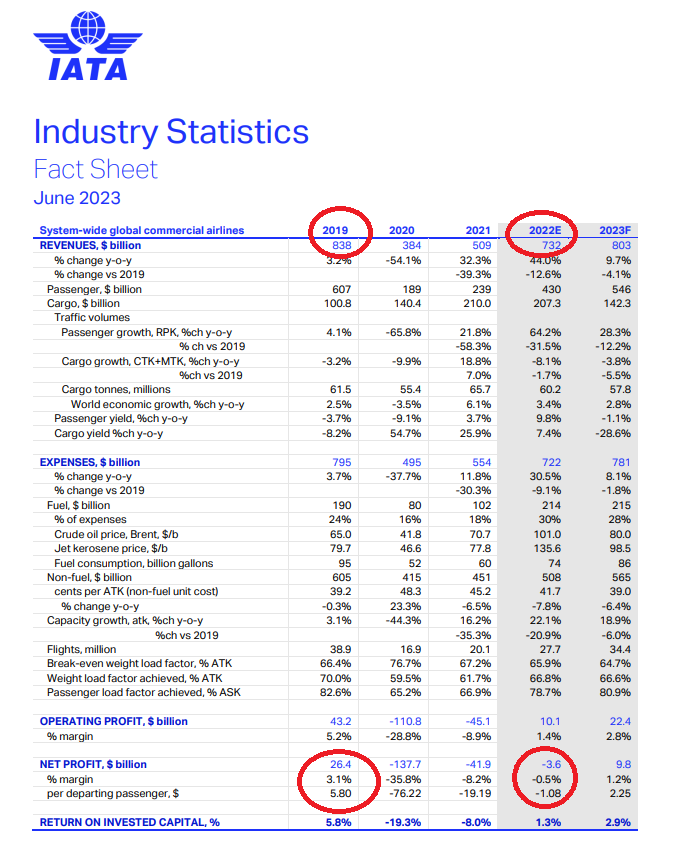 IATA
Industry Statistics
Fact Sheet
June 2023
System-wide global commercial airlines 2019 2020 2021 2022E 2023F
REVENUES, $ billion 838 384 509 732 803
% change y-o-y 3.2% -54.1% 32.3% 44.0% 9.7%
% change vs 2019 -39.3% -12.6% -4.1%
Passenger, $ billion 607 189 239 430 546
Cargo, $ billion 100.8 140.4 210.0 207.3 142.3
Traffic volumes
Passenger growth, RPK, %ch y-o-y 4.1% -65.8% 21.8% 64.2% 28.3%
% ch vs 2019 -58.3% -31.5% -12.2%
Cargo growth, CTK+MTK, %ch y-o-y -3.2% -9.9% 18.8% -8.1% -3.8%
%ch vs 2019 7.0% -1.7% -5.5%
Cargo tonnes, millions 61.5 55.4 65.7 60.2 57.8
World economic growth, %ch y-o-y 2.5% -3.5% 6.1% 3.4% 2.8%
Passenger yield, %ch y-o-y -3.7% -9.1% 3.7% 9.8% -1.1%
Cargo yield %ch y-o-y -8.2% 54.7% 25.9% 7.4% -28.6%
EXPENSES, $ billion 795 495 554 722 781
% change y-o-y 3.7% -37.7% 11.8% 30.5% 8.1%
% change vs 2019 -30.3% -9.1% -1.8%
Fuel, $ billion 190 80 102 214 215
% of expenses 24% 16% 18% 30% 28%
Crude oil price, Brent, $/b 65.0 41.8 70.7 101.0 80.0
Jet kerosene price, $/b 79.7 46.6 77.8 135.6 98.5
Fuel consumption, billion gallons 95 52 60 74 86
Non-fuel, $ billion 605 415 451 508 565
cents per ATK (non-fuel unit cost) 39.2 48.3 45.2 41.7 39.0
% change y-o-y -0.3% 23.3% -6.5% -7.8% -6.4%
Capacity growth, atk, %ch y-o-y 3.1% -44.3% 16.2% 22.1% 18.9%
%ch vs 2019 -35.3% -20.9% -6.0%
Flights, million 38.9 16.9 20.1 27.7 34.4
Break-even weight load factor, % ATK 66.4% 76.7% 67.2% 65.9% 64.7%
Weight load factor achieved, % ATK 70.0% 59.5% 61.7% 66.8% 66.6%
Passenger load factor achieved, % ASK 82.6% 65.2% 66.9% 78.7% 80.9%
OPERATING PROFIT, $ billion 43.2 -110.8 -45.1 10.1 22.4
% margin 5.2% -28.8% -8.9% 1.4% 2.8%
NET PROFIT, $ billion 26.4 -137.7 -41.9 -3.6 9.8
% margin 3.1% -35.8% -8.2% -0.5% 1.2%
per departing passenger, $ 5.80 -76.22 -19.19 -1.08 2.25
RETURN ON INVESTED CAPITAL, % 5.8% -19.3% -8.0% 1.3% 2.9%